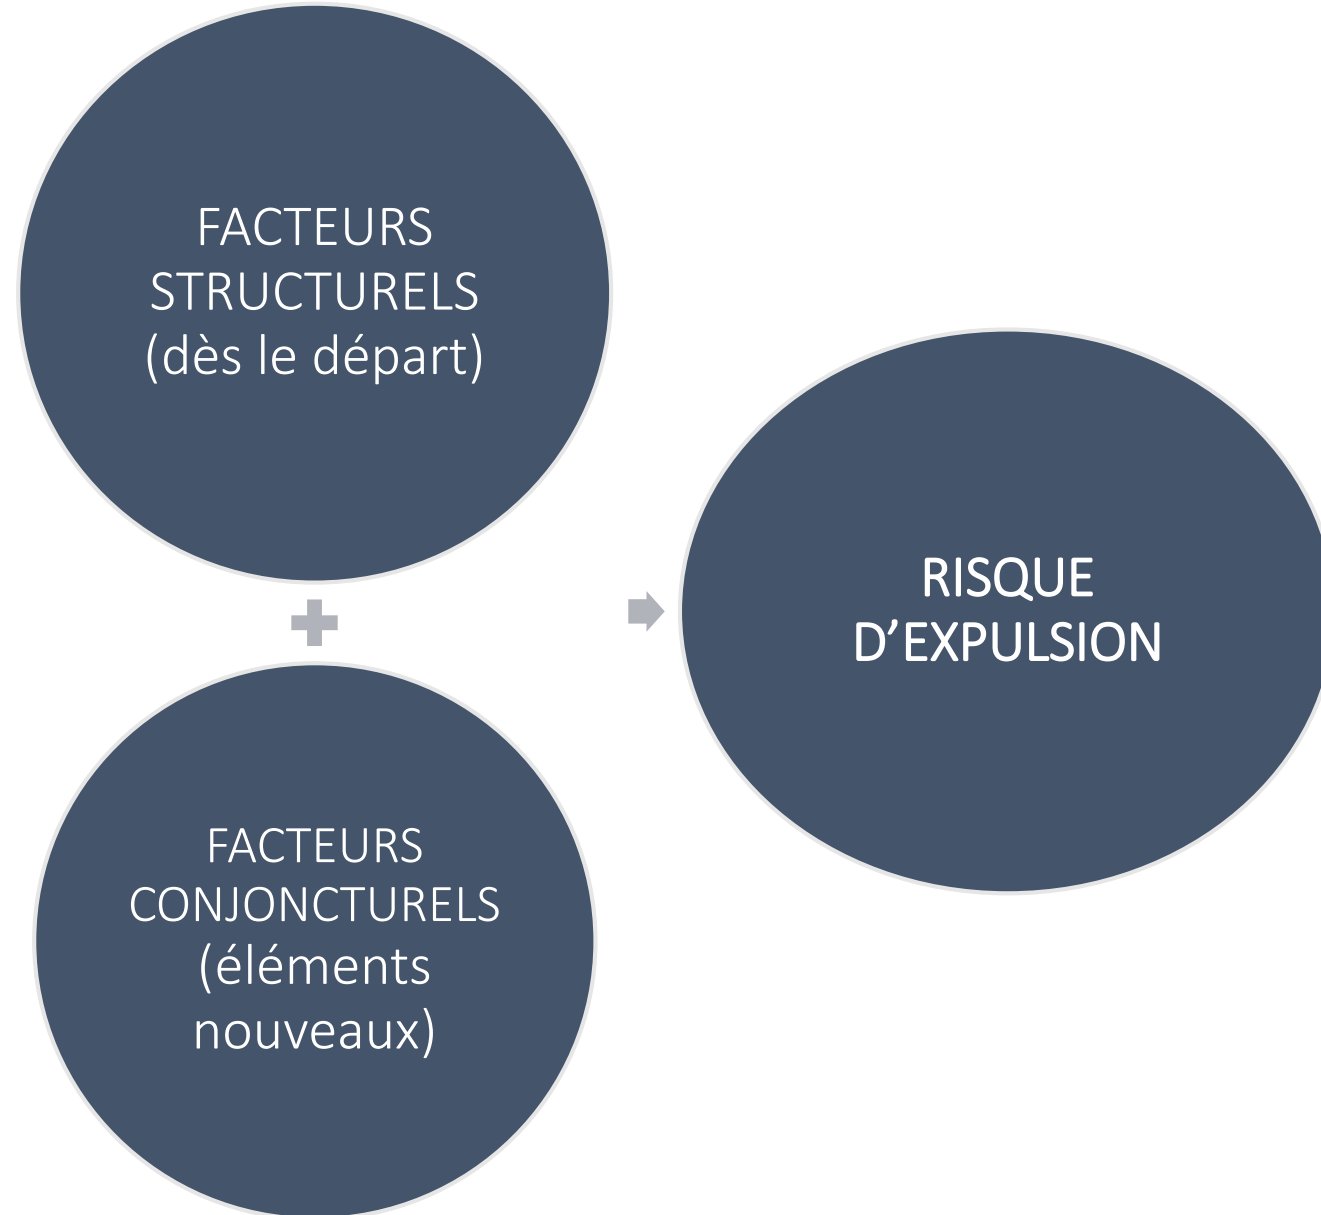 FACTEURS
STRUCTURELS
(dès le départ)
FACTEURS
CONJONCTURELS
(éléments
nouveaux)
RISQUE
D’EXPULSION